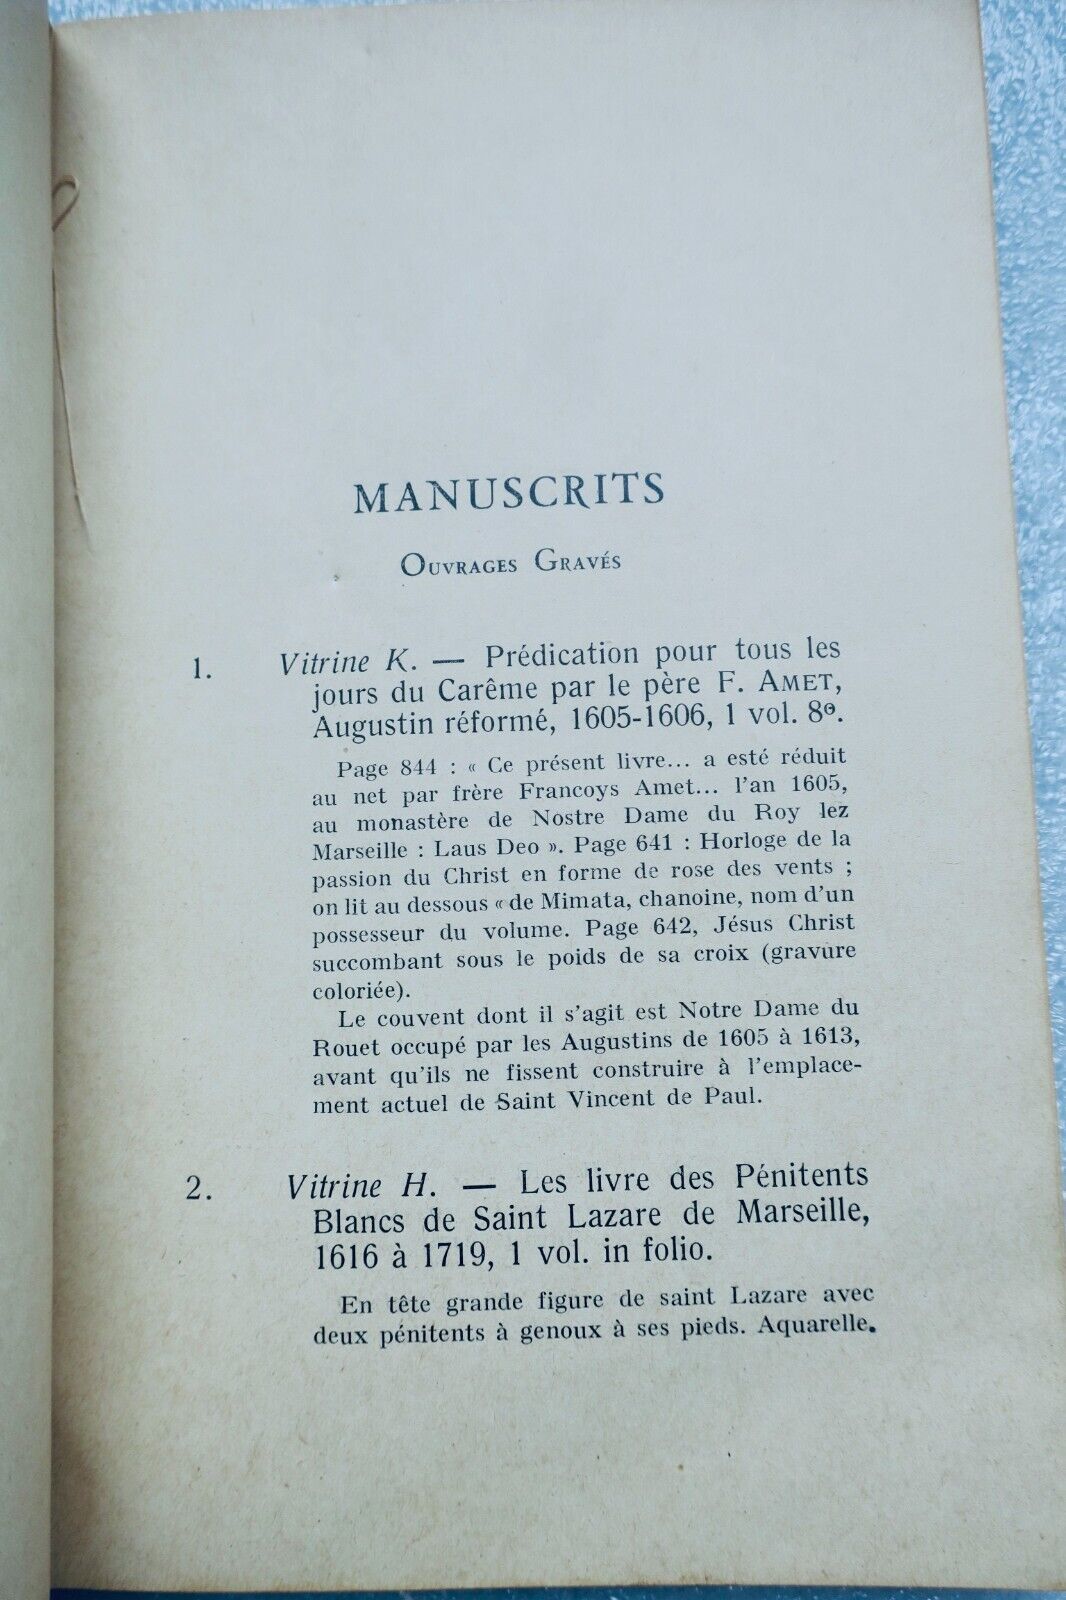 MANUSCRITS
OUVRAGES GRAVÉS
1. Vitrine K. — Prédication pour tous les
jours du Carême par le père F. AMET,
Augustin réformé, 1605-1606, 1 vol. 8º.
Page 844 : « Ce présent livre... a esté réduit
au net par frère Francoys Amet... l'an 1605,
au monastère de Nostre Dame du Roy lez
Marseille : Laus Deo ». Page 641 : Horloge de la
passion du Christ en forme de rose des vents ;
on lit au dessous « de Mimata, chanoine, nom d'un
possesseur du volume. Page 642, Jésus Christ
succombant sous le poids de sa croix (gravure
coloriée).
Le couvent dont il s'agit est Notre Dame du
Rouet occupé par les Augustins de 1605 à 1613,
avant qu'ils ne fissent construire à l'emplace-
ment actuel de Saint Vincent de Paul.
2. Vitrine H. — Les livre des Pénitents
Blancs de Saint Lazare de Marseille,
1616 à 1719, 1 vol. in folio.
En tête grande figure de saint Lazare avec
deux pénitents à genoux à ses pieds. Aquarelle.